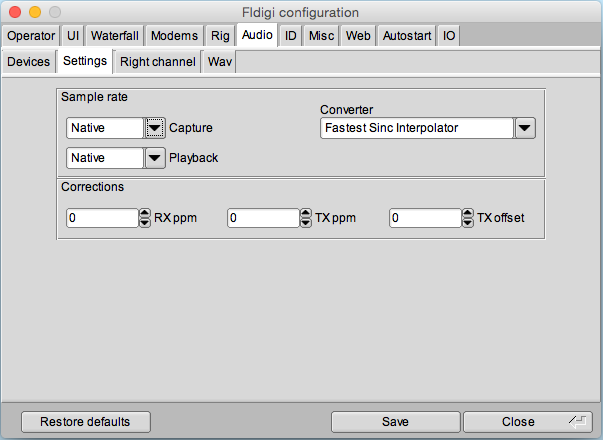 Fldigi configuration
Operator UI Waterfall Modems Rig Audio ID Misc Web Autostart IO
Devices Settings Right channel Wav
Sample rate
Converter
Native Capture Fastest Sinc Interpolator
Native Playback
Corrections
0 RX ppm 0 TX ppm 0 TX offset
Restore defaults Save Close